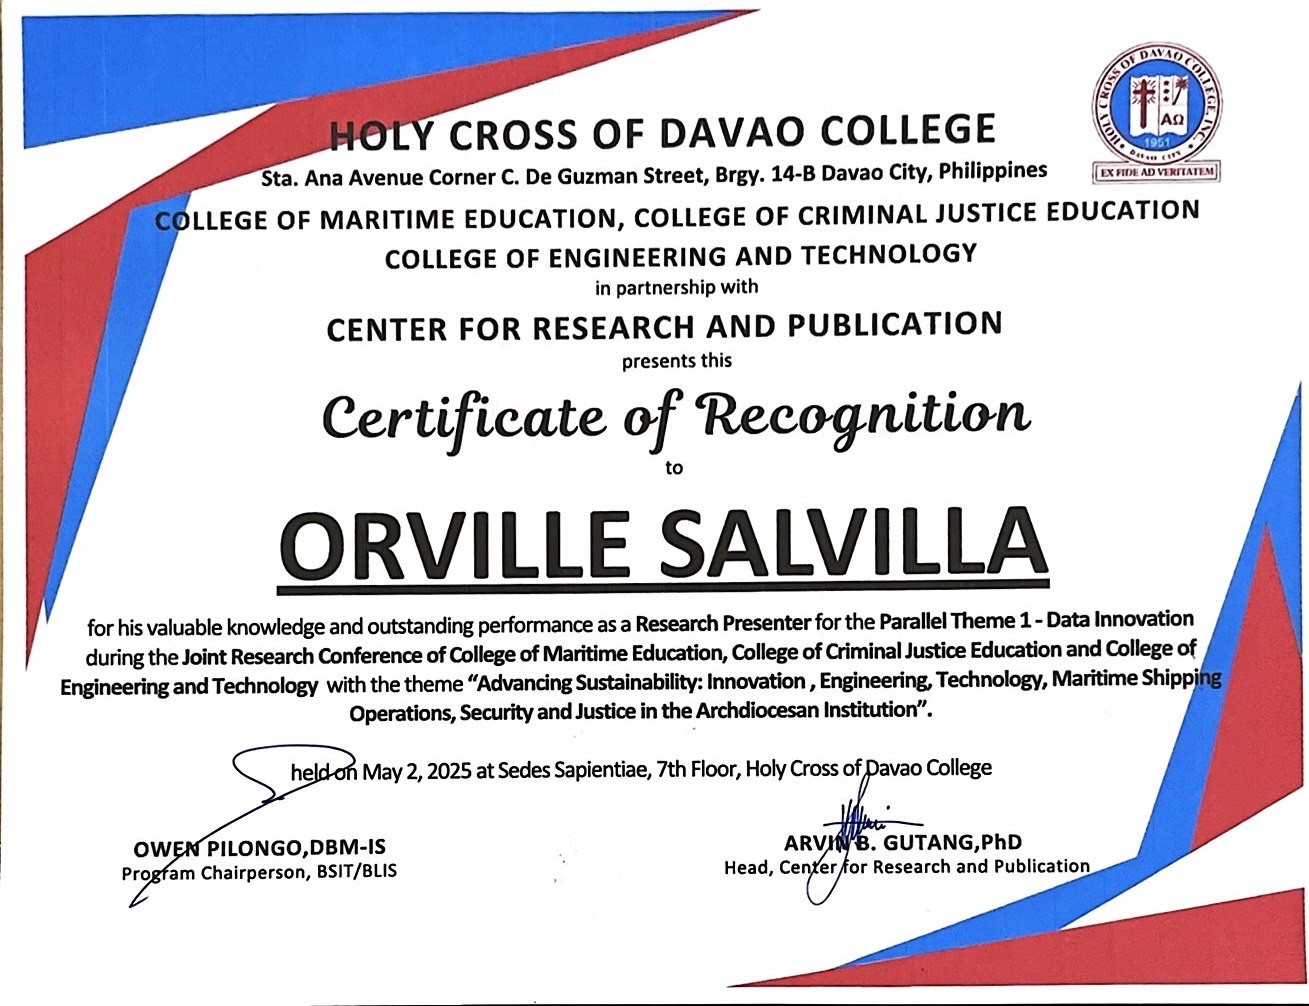 HOLY CROSS OF DAVAO COLLEGE
Sta. Ana Avenue Corner C. De Guzman Street, Brgy. 14-B Davao City, Philippines
HOLY CROSS OF DAVAO COLLEGE, INC.
ΑΩ
1951
DAVAO CITY
EX FIDE AD VERITATEM
COLLEGE OF MARITIME EDUCATION, COLLEGE OF CRIMINAL JUSTICE EDUCATION
COLLEGE OF ENGINEERING AND TECHNOLOGY
in partnership with
CENTER FOR RESEARCH AND PUBLICATION
presents this
Certificate of Recognition
to
ORVILLE SALVILLA
for his valuable knowledge and outstanding performance as a Research Presenter for the Parallel Theme 1 - Data Innovation
during the Joint Research Conference of College of Maritime Education, College of Criminal Justice Education and College of
Engineering and Technology with the theme “Advancing Sustainability: Innovation , Engineering, Technology, Maritime Shipping
Operations, Security and Justice in the Archdiocesan Institution”.
held on May 2, 2025 at Sedes Sapientiae, 7th Floor, Holy Cross of Davao College
OWEN PILONGO,DBM-IS
Program Chairperson, BSIT/BLIS
ARVIN B. GUTANG,PhD
Head, Center for Research and Publication